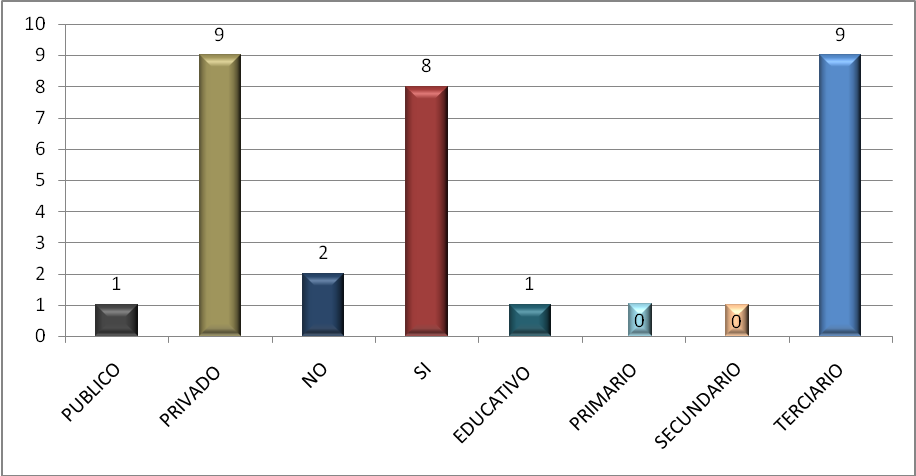 10
9
8
7
6
5
4
3
2
1
0
1
9
2
8
1
0
0
9
PUBLICO
PRIVADO
NO
SI
EDUCATIVO
PRIMARIO
SECUNDARIO
TERCIARIO